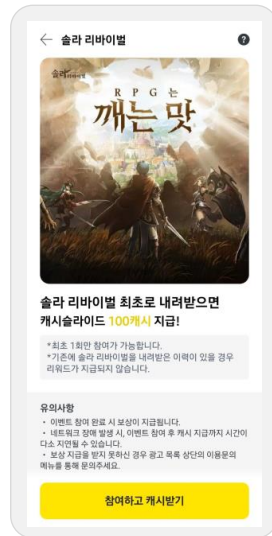 ← 솔라 리바이벌 ?
솔라리바이벌
RPG는
깨는 맛
솔라 리바이벌 최초로 내려받으면
캐시슬라이드 100캐시 지급!
*최초 1회만 참여가 가능합니다.
*기존에 솔라 리바이벌을 내려받은 이력이 있을 경우
리워드가 지급되지 않습니다.
유의사항
• 이벤트 참여 완료 시 보상이 지급됩니다.
• 네트워크 장애 발생 시, 이벤트 참여 후 캐시 지급까지 시간이
다소 지연될 수 있습니다.
• 보상 지급을 받지 못하신 경우 광고 목록 상단의 이용문의
메뉴를 통해 문의주세요.
참여하고 캐시받기